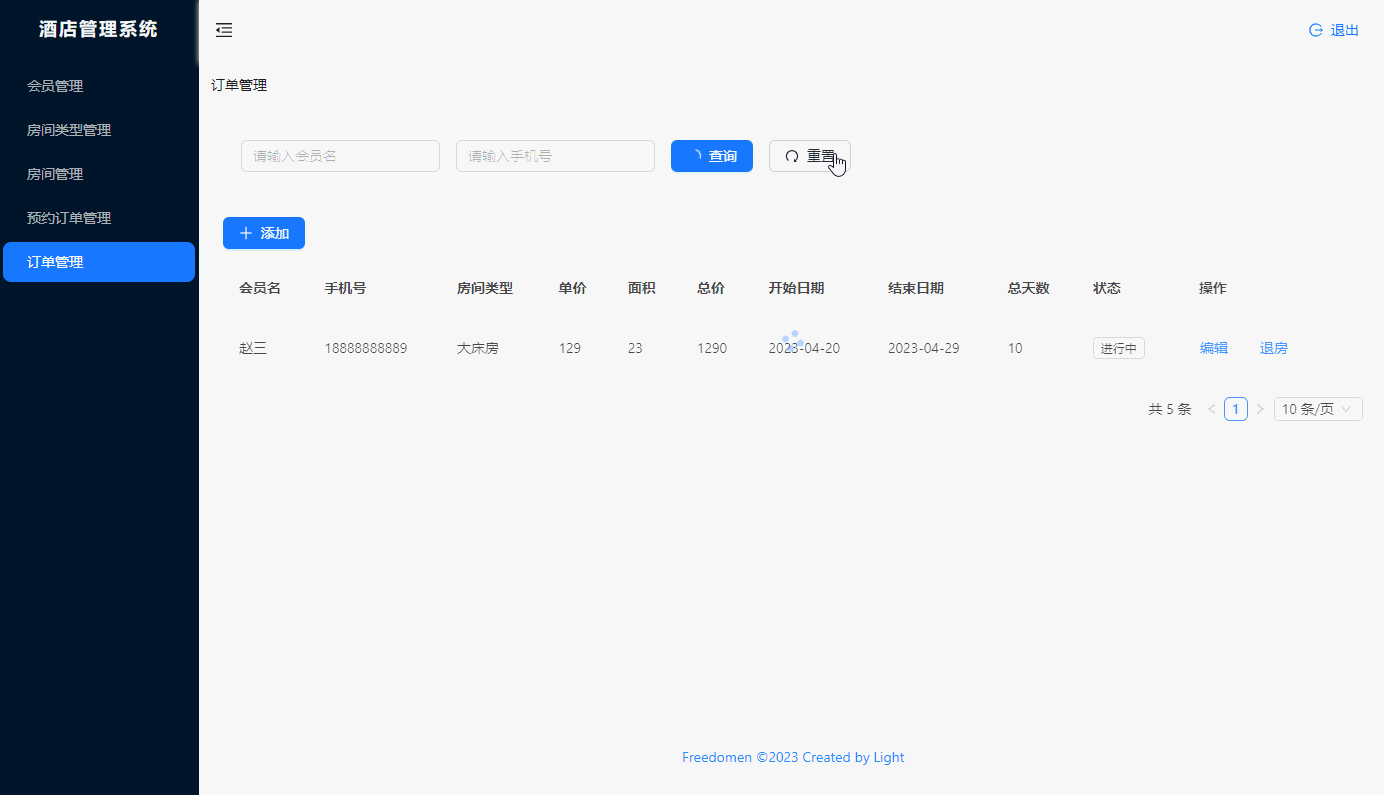 酒店管理系统
退出
会员管理
房间类型管理
房间管理
预约订单管理
订单管理
订单管理
请输入会员名 请输入手机号 查询 重置
添加
会员名 手机号 房间类型 单价 面积 总价 开始日期 结束日期 总天数 状态 操作
赵三 18888888889 大床房 129 23 1290 2023-04-20 2023-04-29 10 进行中 编辑 退房
共 5 条 < 1 > 10 条/页
Freedomen ©2023 Created by Light